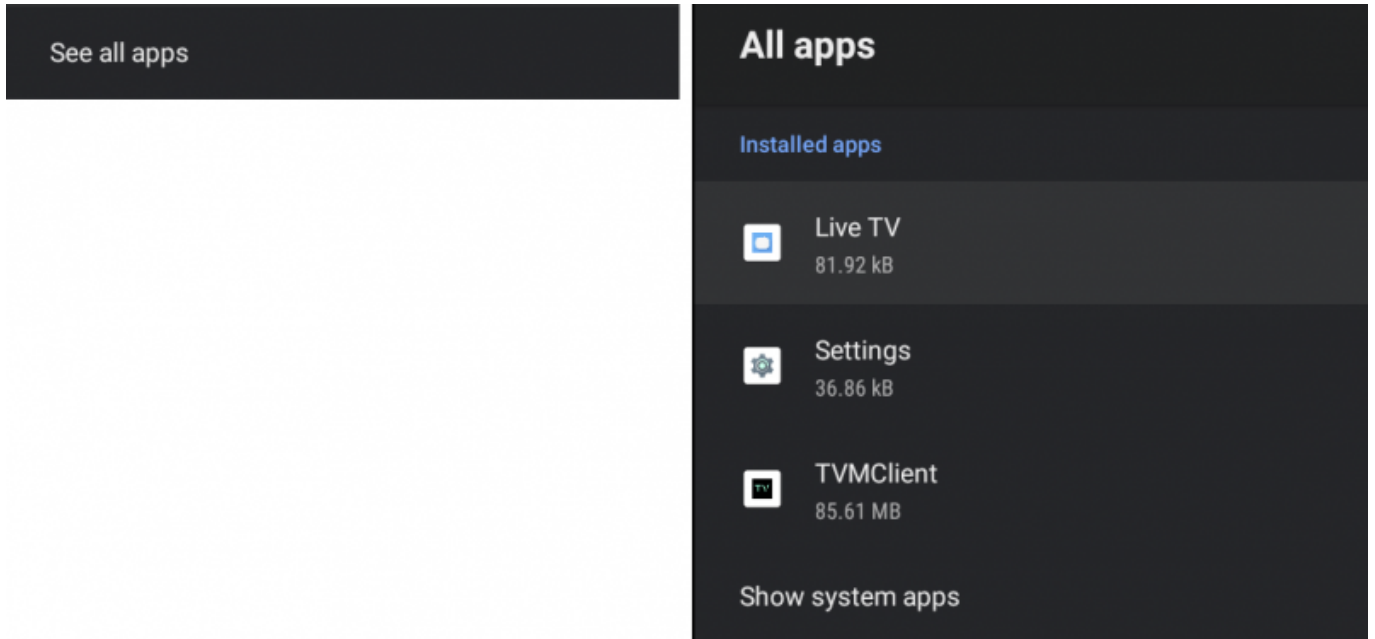 See all apps
All apps
Installed apps
Live TV
81.92 kB
Settings
36.86 kB
TV
TVMClient
85.61 MB
Show system apps